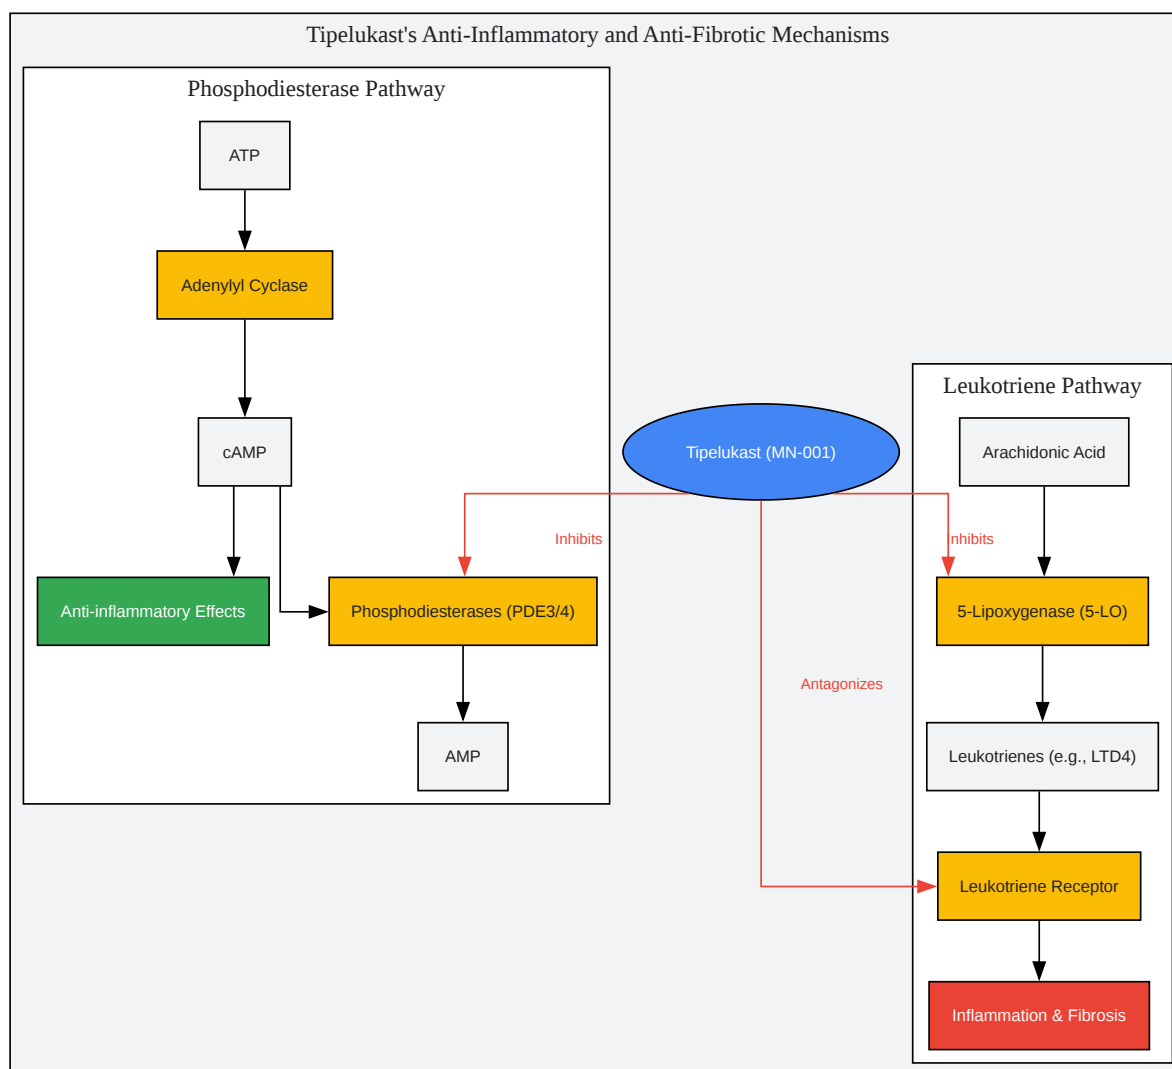 Tipelukast's Anti-Inflammatory and Anti-Fibrotic Mechanisms
Phosphodiesterase Pathway
ATP
Adenylyl Cyclase
cAMP
Anti-inflammatory Effects
Phosphodiesterases (PDE3/4)
AMP
Tipelukast (MN-001)
Inhibits
Inhibits
Antagonizes
Leukotriene Pathway
Arachidonic Acid
5-Lipoxygenase (5-LO)
Leukotrienes (e.g., LTD4)
Leukotriene Receptor
Inflammation & Fibrosis